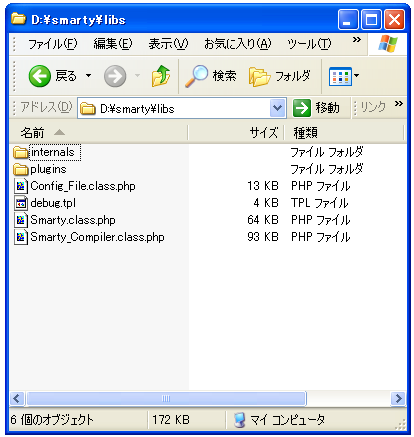 D:¥smarty¥libs
ファイル(F) 編集(E) 表示(V) お気に入り(A) ツール(T) »
戻る 検索 フォルダ
アドレス(D) D:¥smarty¥libs 移動 リンク »
名前 サイズ 種類
internals ファイル フォルダ
plugins ファイル フォルダ
Config_File.class.php 13 KB PHP ファイル
debug.tpl 4 KB TPL ファイル
Smarty.class.php 64 KB PHP ファイル
Smarty_Compiler.class.php 93 KB PHP ファイル
6 個のオブジェクト 172 KB マイ コンピュータ